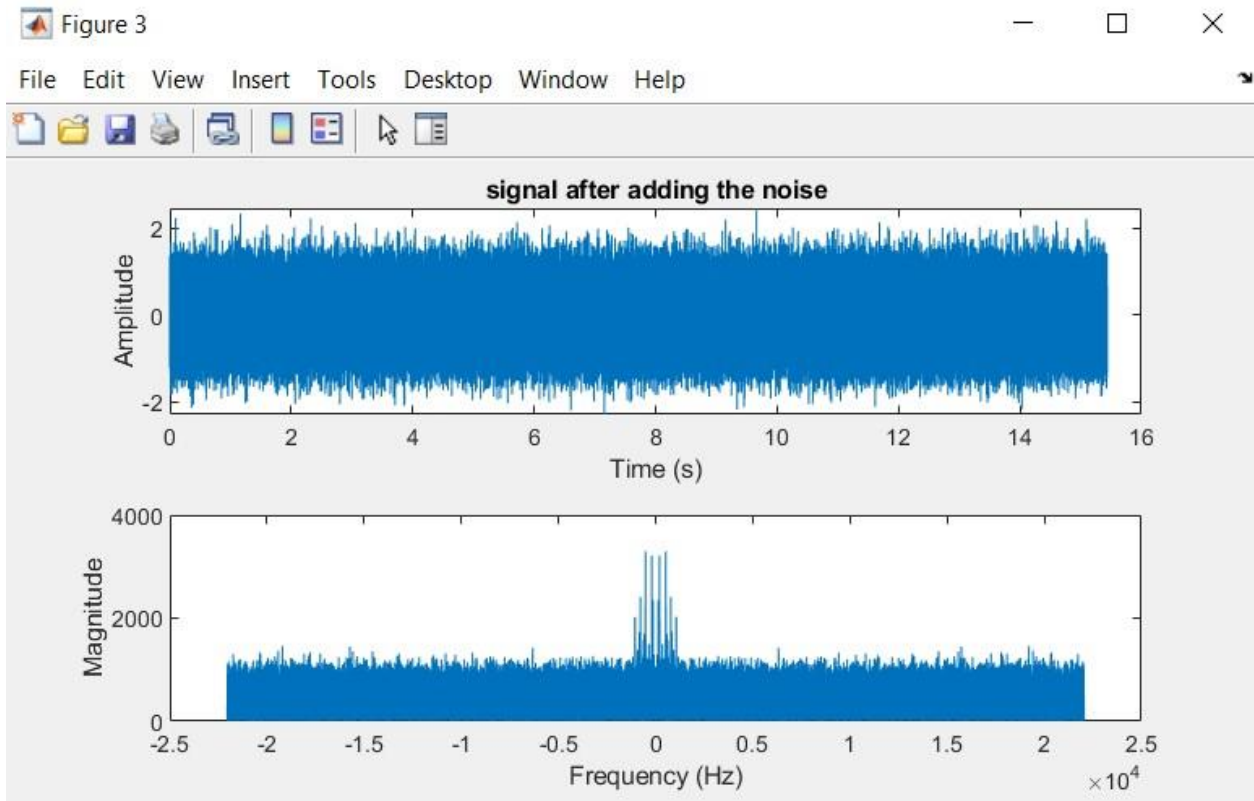 Figure 3
File Edit View Insert Tools Desktop Window Help
signal after adding the noise
2
0
-2
Amplitude
0 2 4 6 8 10 12 14 16
Time (s)
4000
2000
0
Magnitude
-2.5 -2 -1.5 -1 -0.5 0 0.5 1 1.5 2 2.5
Frequency (Hz)
×10⁴